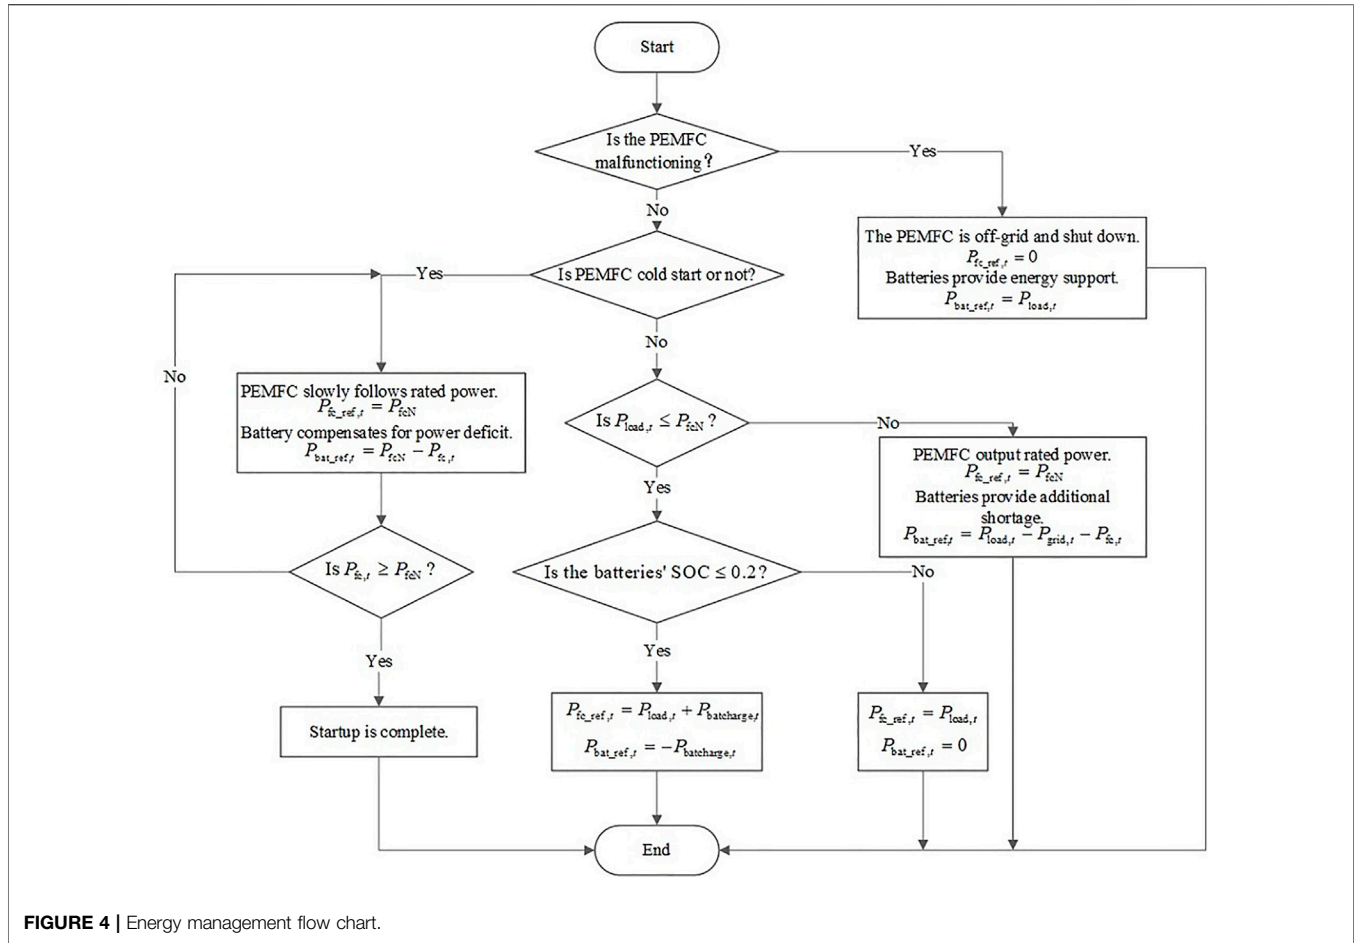 Start
Is the PEMFC
malfunctioning?
Yes
No
The PEMFC is off-grid and shut down.
P_fc_ref,t = 0
Batteries provide energy support.
P_bat_ref,t = P_load,t
Is PEMFC cold start or not?
Yes
No
No
PEMFC slowly follows rated power.
P_fc_ref,t = P_fcN
Battery compensates for power deficit.
P_bat_ref,t = P_fcN − P_fc,t
Is P_load,t ≤ P_fcN ?
No
Yes
PEMFC output rated power.
P_fc_ref,t = P_fcN
Batteries provide additional
shortage.
P_bat_ref,t = P_load,t − P_grid,t − P_fc,t
Is P_fc,t ≥ P_fcN ?
Yes
Is the batteries' SOC ≤ 0.2?
No
Yes
Startup is complete.
P_fc_ref,t = P_load,t + P_batcharge,t
P_bat_ref,t = −P_batcharge,t
P_fc_ref,t = P_load,t
P_bat_ref,t = 0
End
FIGURE 4 | Energy management flow chart.